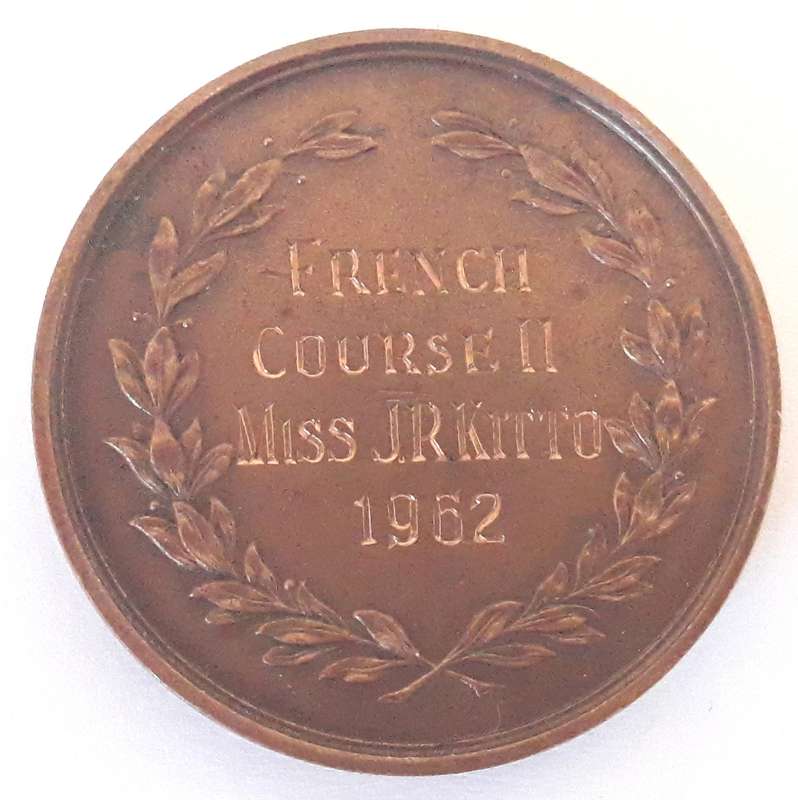 FRENCH
COURSE II
MISS J.R KITTO
1962